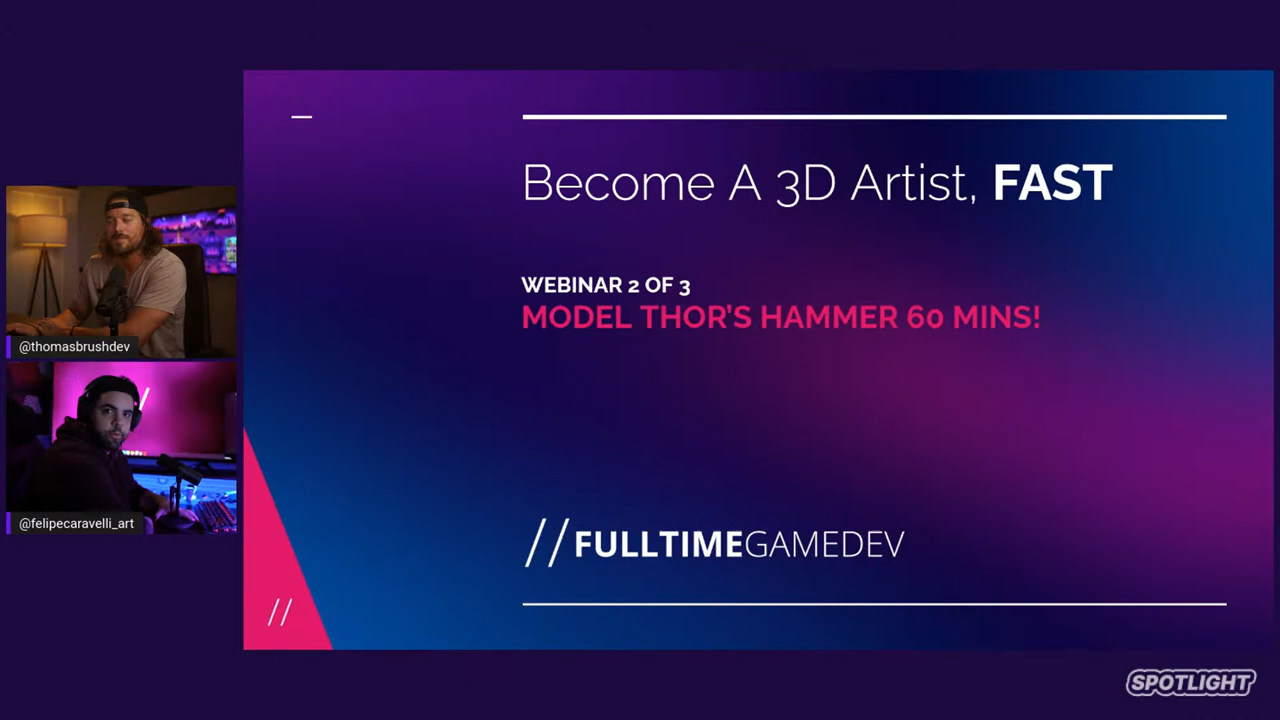 Become A 3D Artist, FAST
WEBINAR 2 OF 3
MODEL THOR'S HAMMER 60 MINS!
@thomasbrushdev
@felipecaravelli_art
//FULLTIMEGAMEDEV
//
SPOTLIGHT